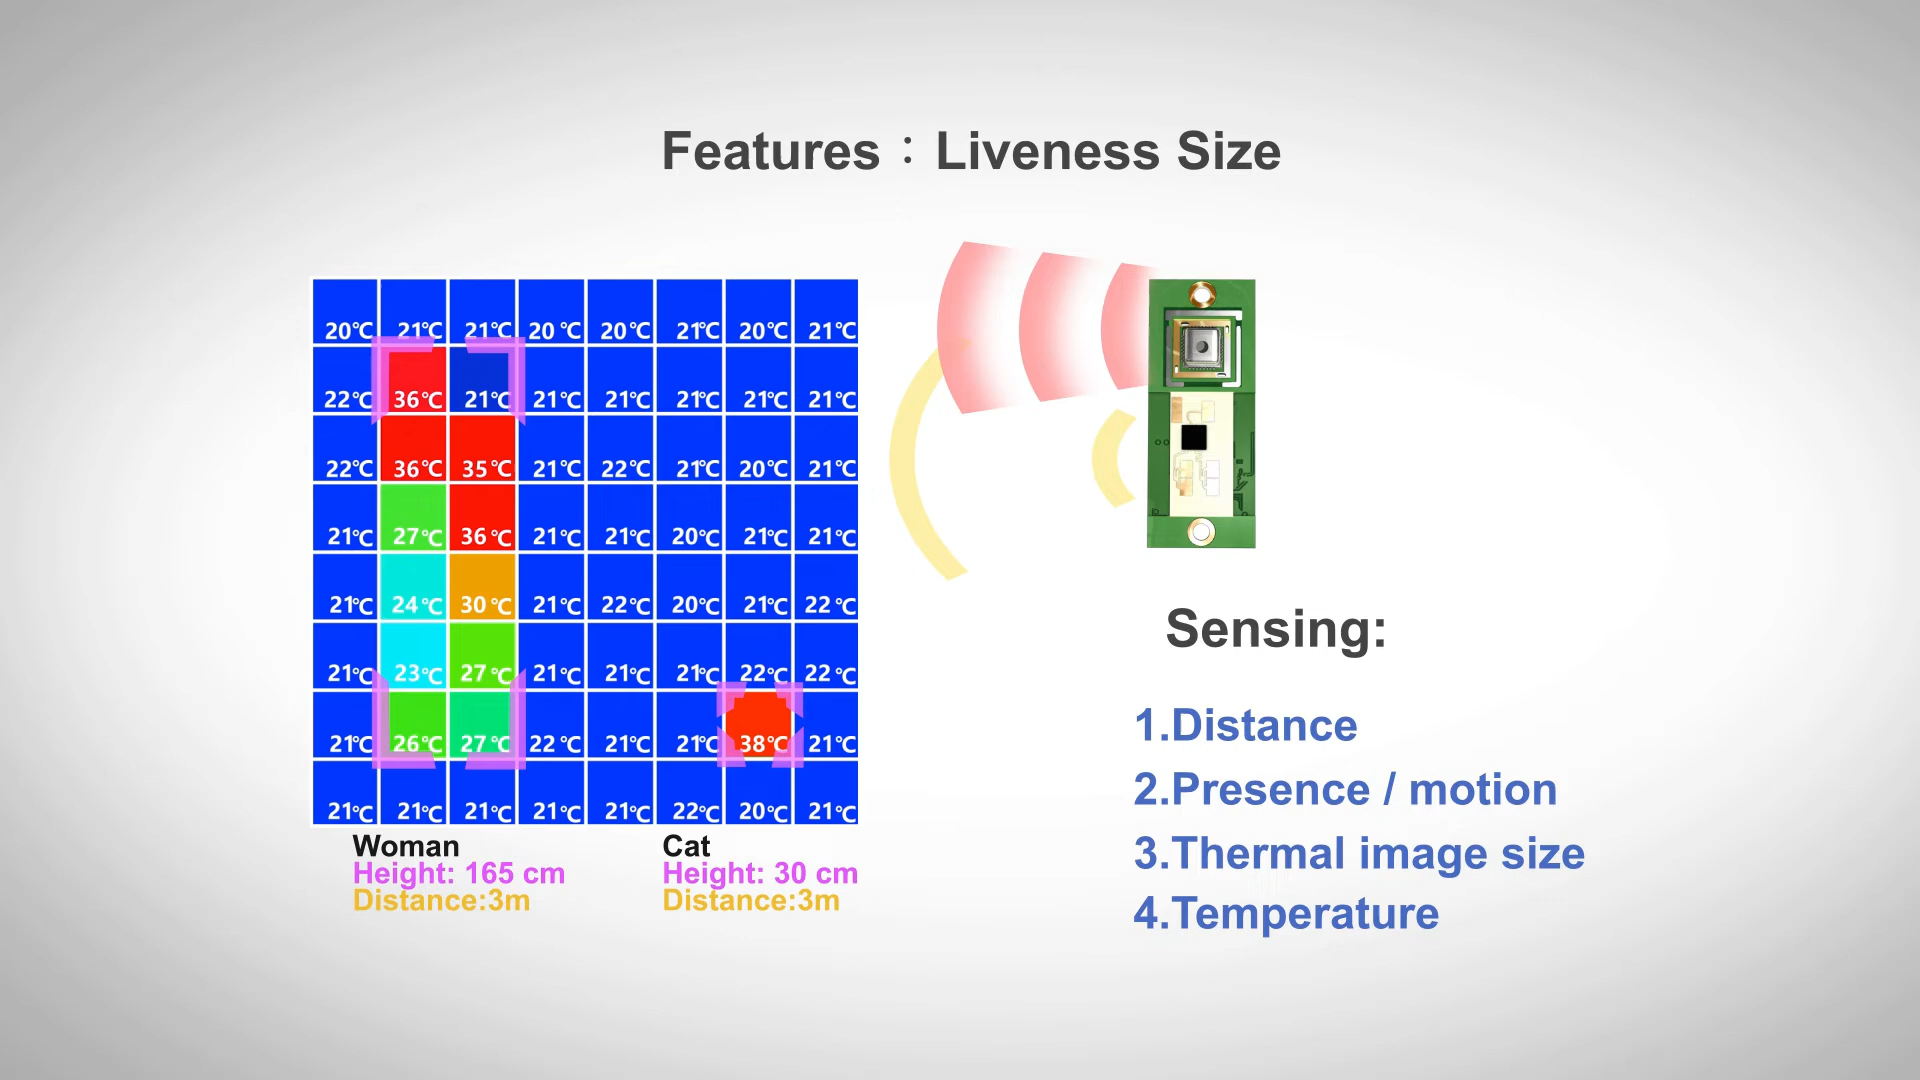 Features：Liveness Size
20℃ 21℃ 21℃ 20℃ 20℃ 21℃ 20℃ 21℃
22℃ 36℃ 21℃ 21℃ 21℃ 21℃ 21℃ 21℃
22℃ 36℃ 35℃ 21℃ 22℃ 21℃ 20℃ 21℃
21℃ 27℃ 36℃ 21℃ 21℃ 20℃ 21℃ 21℃
21℃ 24℃ 30℃ 21℃ 22℃ 20℃ 21℃ 22℃
21℃ 23℃ 27℃ 21℃ 21℃ 21℃ 22℃ 22℃
21℃ 26℃ 27℃ 22℃ 21℃ 21℃ 38℃ 21℃
21℃ 21℃ 21℃ 21℃ 21℃ 22℃ 20℃ 21℃
Woman
Height: 165 cm
Distance:3m
Cat
Height: 30 cm
Distance:3m
Sensing:
1.Distance
2.Presence / motion
3.Thermal image size
4.Temperature